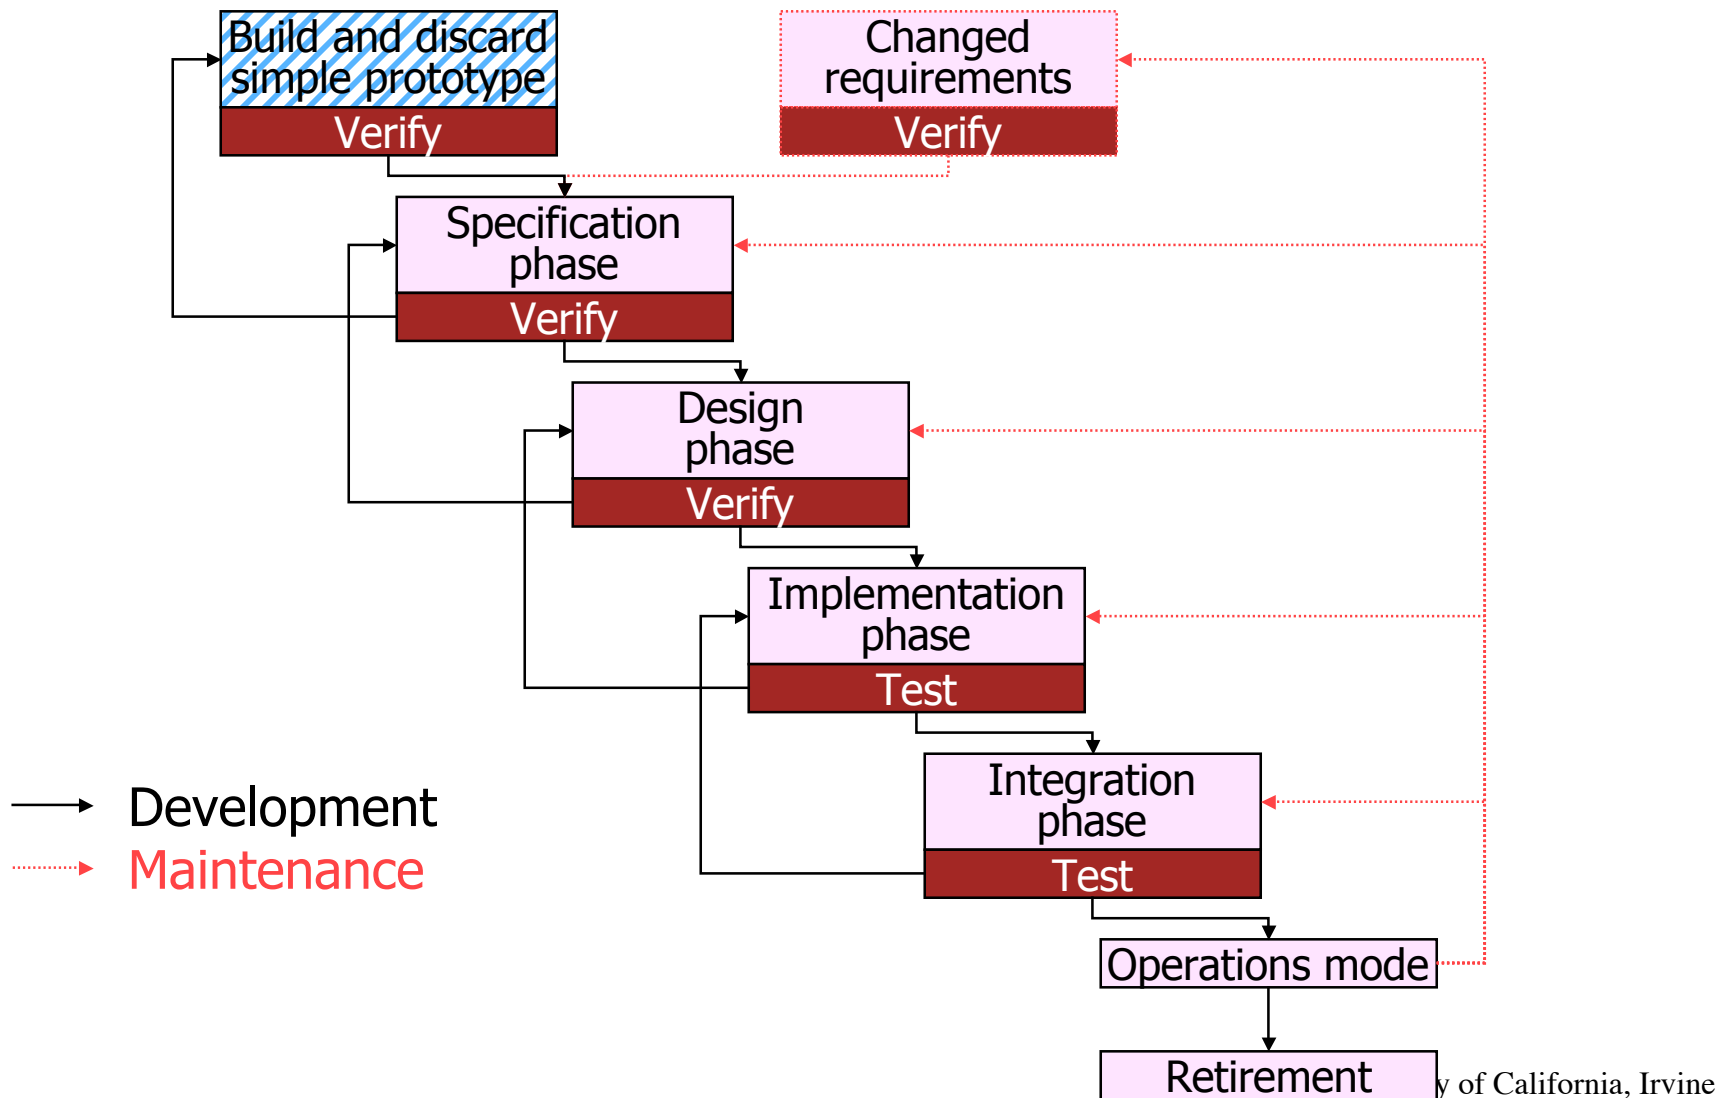 Build and discard
simple prototype
Verify
Changed
requirements
Verify
Specification
phase
Verify
Design
phase
Verify
Implementation
phase
Test
Integration
phase
Test
Development
Maintenance
Operations mode
Retirement
y of California, Irvine